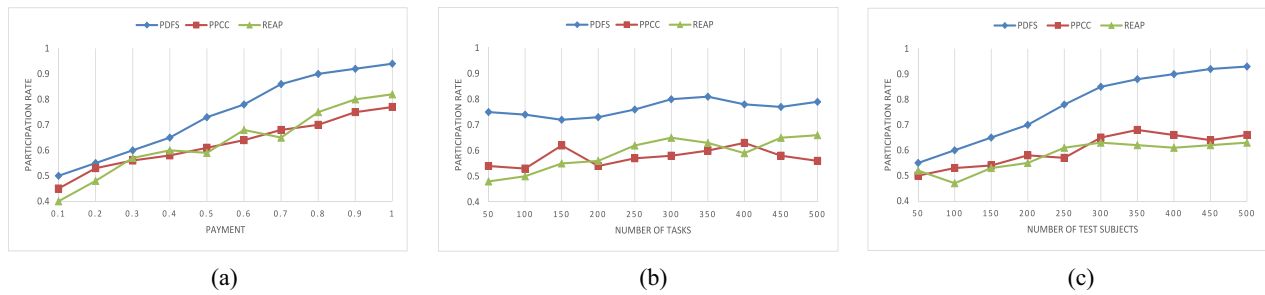 PDFS PPCC REAP
1
0.9
0.8
0.7
0.6
0.5
0.4
PARTICIPATION RATE
0.1 0.2 0.3 0.4 0.5 0.6 0.7 0.8 0.9 1
PAYMENT
(a)
PDFS PPCC REAP
1
0.9
0.8
0.7
0.6
0.5
0.4
PARTICIPATION RATE
50 100 150 200 250 300 350 400 450 500
NUMBER OF TASKS
(b)
PDFS PPCC REAP
1
0.9
0.8
0.7
0.6
0.5
0.4
PARTICIPATION RATE
50 100 150 200 250 300 350 400 450 500
NUMBER OF TEST SUBJECTS
(c)